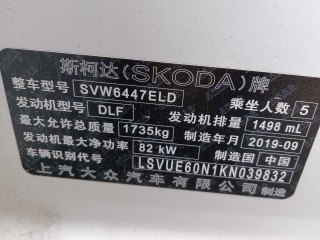 斯柯达(SKODA)牌
整车型号 SVW6447ELD 乘坐人数 5
发动机型号 DLF 发动机排量 1498 mL
最大允许总质量 1735kg 制造年月 2019-09
发动机最大净功率 82 kW 制造国 中国
车辆识别代号 LSVUE60N1KN039832
上汽大众汽车有限公司 制造